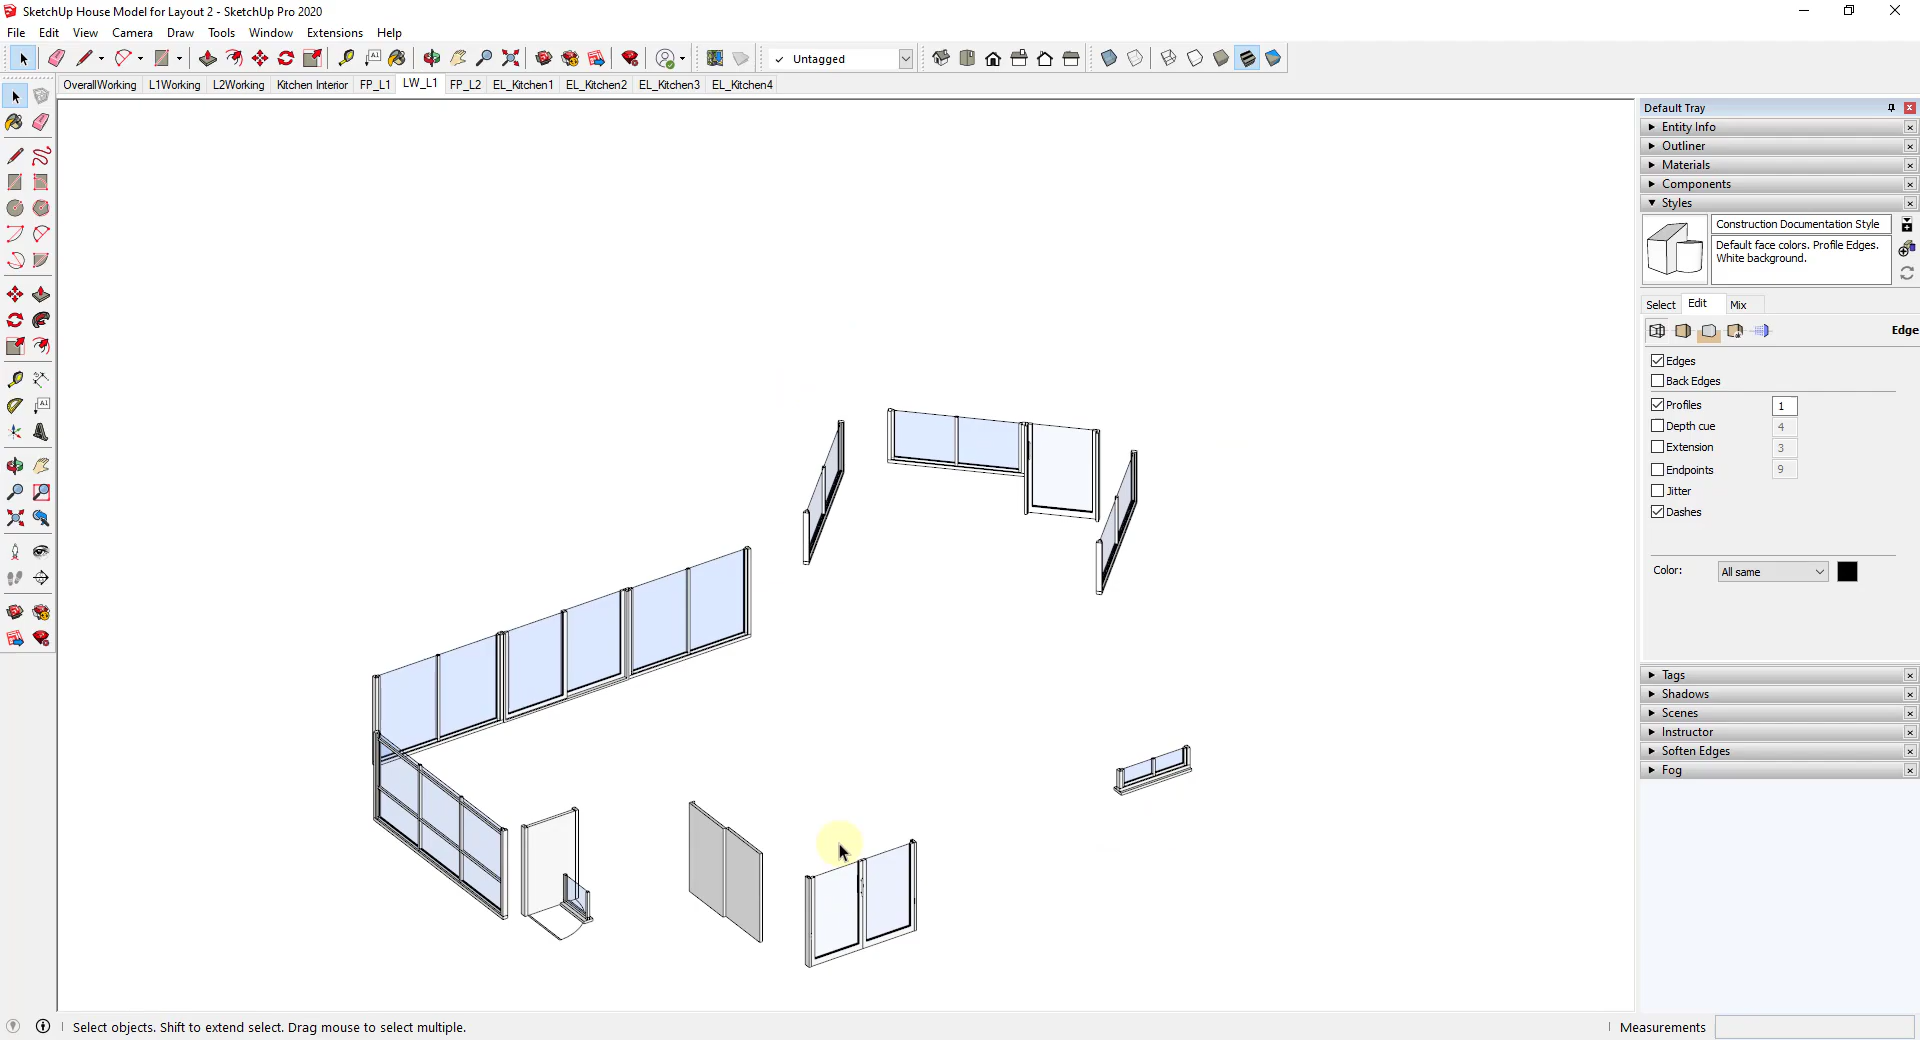 SketchUp House Model for Layout 2 - SketchUp Pro 2020
File Edit View Camera Draw Tools Window Extensions Help
A1
✓ Untagged
OverallWorking L1Working L2Working Kitchen Interior FP_L1 LW_L1 FP_L2 EL_Kitchen1 EL_Kitchen2 EL_Kitchen3 EL_Kitchen4
Default Tray
Entity Info
Outliner
Materials
Components
Styles
Construction Documentation Style
Default face colors. Profile Edges.
White background.
Select Edit Mix
Edge
Edges
Back Edges
Profiles 1
Depth cue 4
Extension 3
Endpoints 9
Jitter
Dashes
Color: All same
Tags
Shadows
Scenes
Instructor
Soften Edges
Fog
A1
Select objects. Shift to extend select. Drag mouse to select multiple.
Measurements